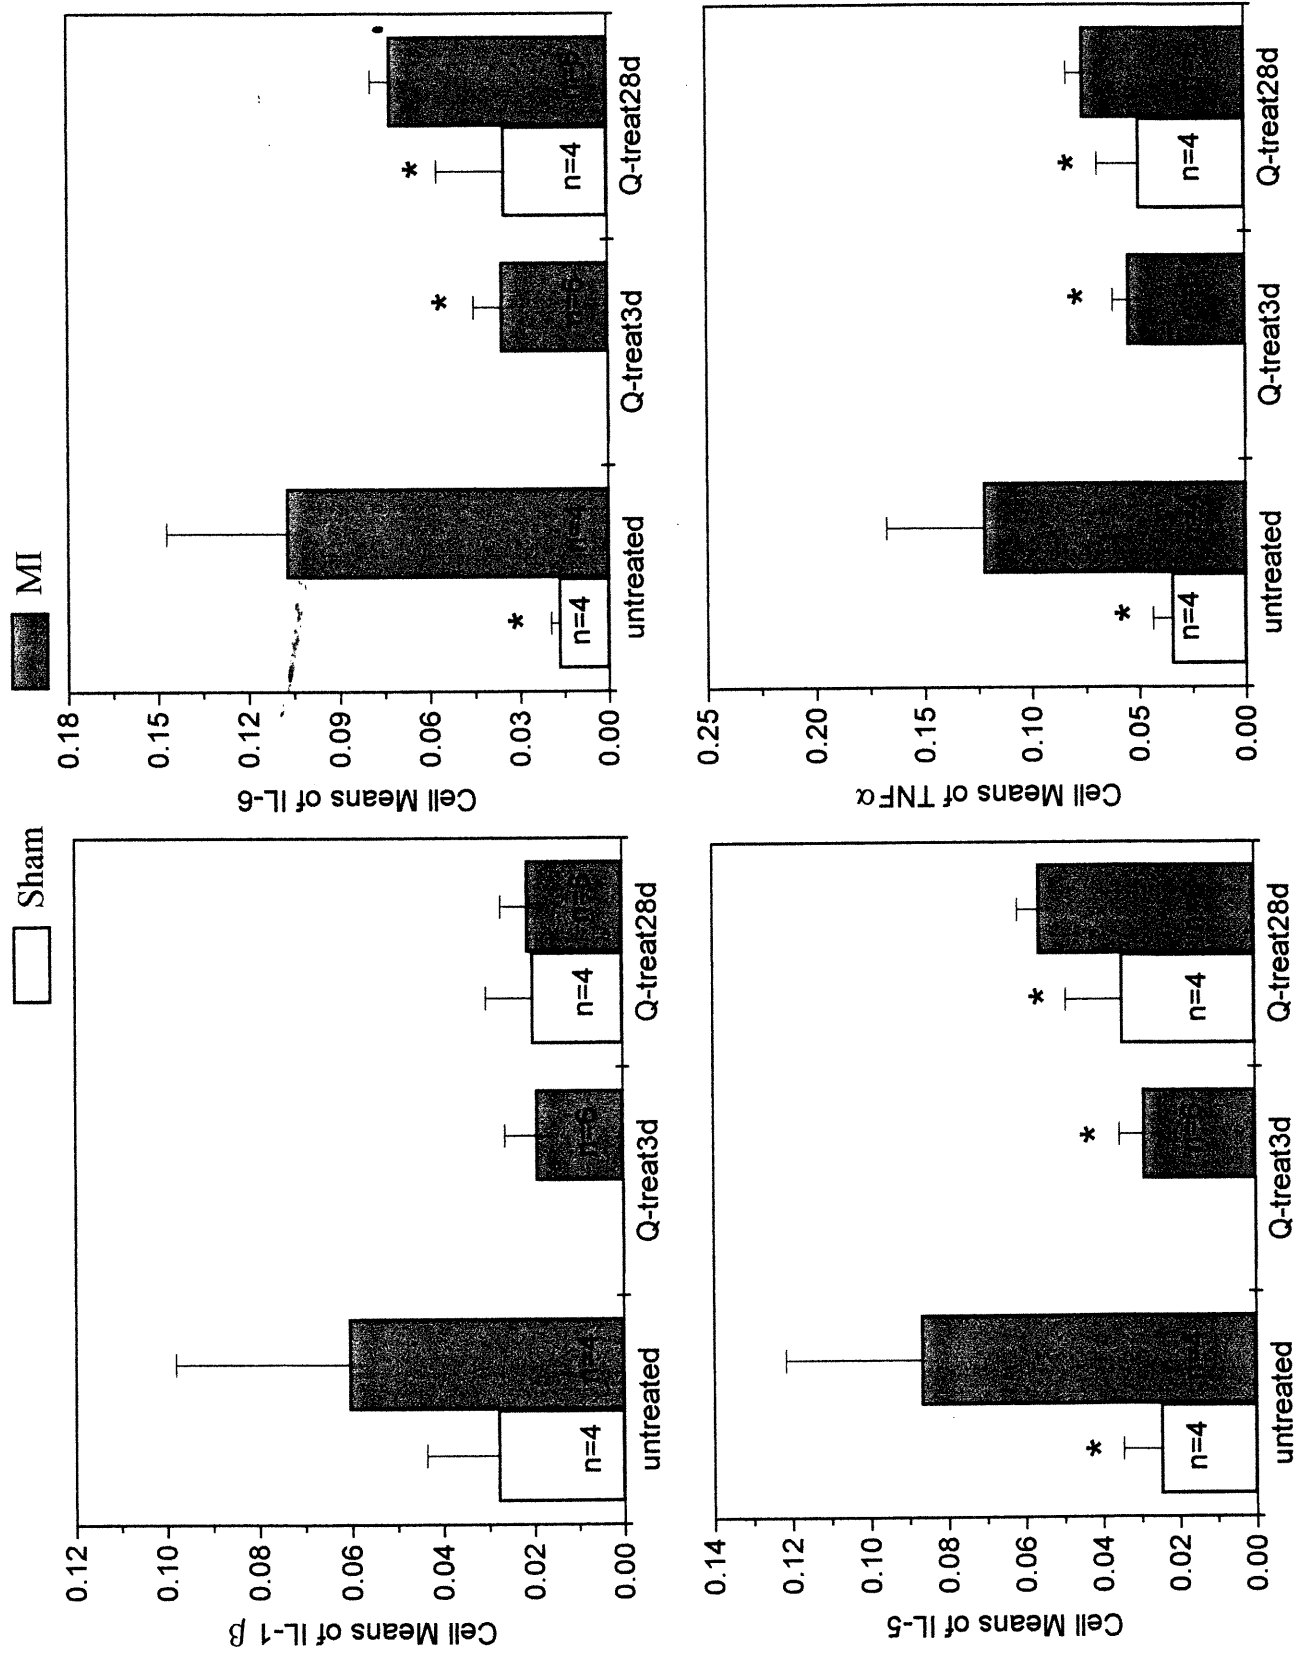 Sham
MI
Cell Means of IL-1 β
0.12
0.10
0.08
0.06
0.04
0.02
0.00
n=4
n=4
n=6
n=4
n=6
untreated
Q-treat3d
Q-treat28d
Cell Means of IL-6
0.18
0.15
0.12
0.09
0.06
0.03
0.00
*
n=4
n=4
*
n=6
*
n=4
untreated
Q-treat3d
Q-treat28d
Cell Means of IL-5
0.14
0.12
0.10
0.08
0.06
0.04
0.02
0.00
*
n=4
*
*
n=4
untreated
Q-treat3d
Q-treat28d
Cell Means of TNFα
0.25
0.20
0.15
0.10
0.05
0.00
*
n=4
*
*
n=4
untreated
Q-treat3d
Q-treat28d